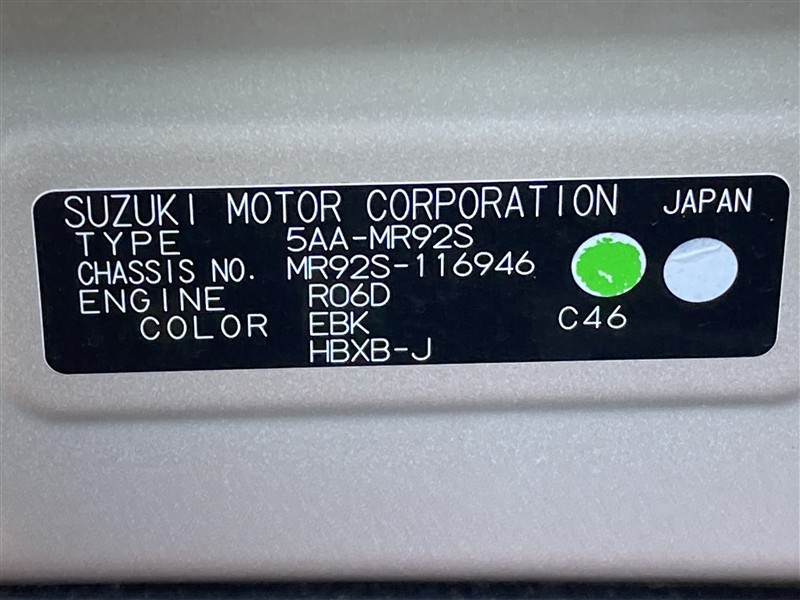 SUZUKI MOTOR CORPORATION JAPAN
TYPE 5AA-MR92S
CHASSIS NO. MR92S-116946
ENGINE R06D
COLOR EBK C46
HBXB-J